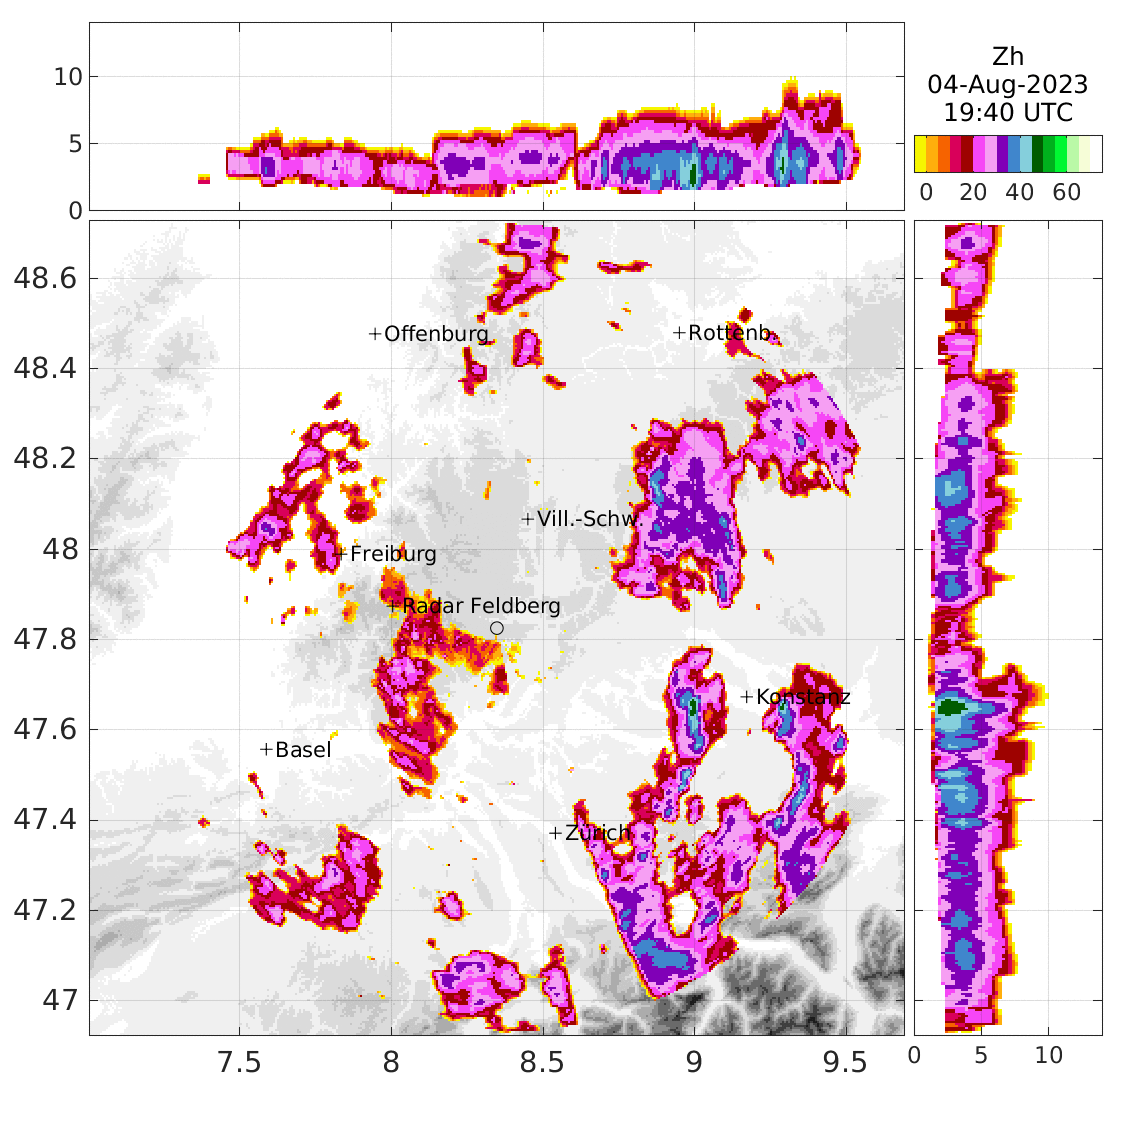 10
5
0
Zh
04-Aug-2023
19:40 UTC
0 20 40 60
48.6
48.4
48.2
48
47.8
47.6
47.4
47.2
47
+Offenburg
+Rottenb.
+Vill.-Schw.
+Freiburg
+Radar Feldberg
+Konstanz
+Basel
+Zürich
7.5 8 8.5 9 9.5
0 5 10